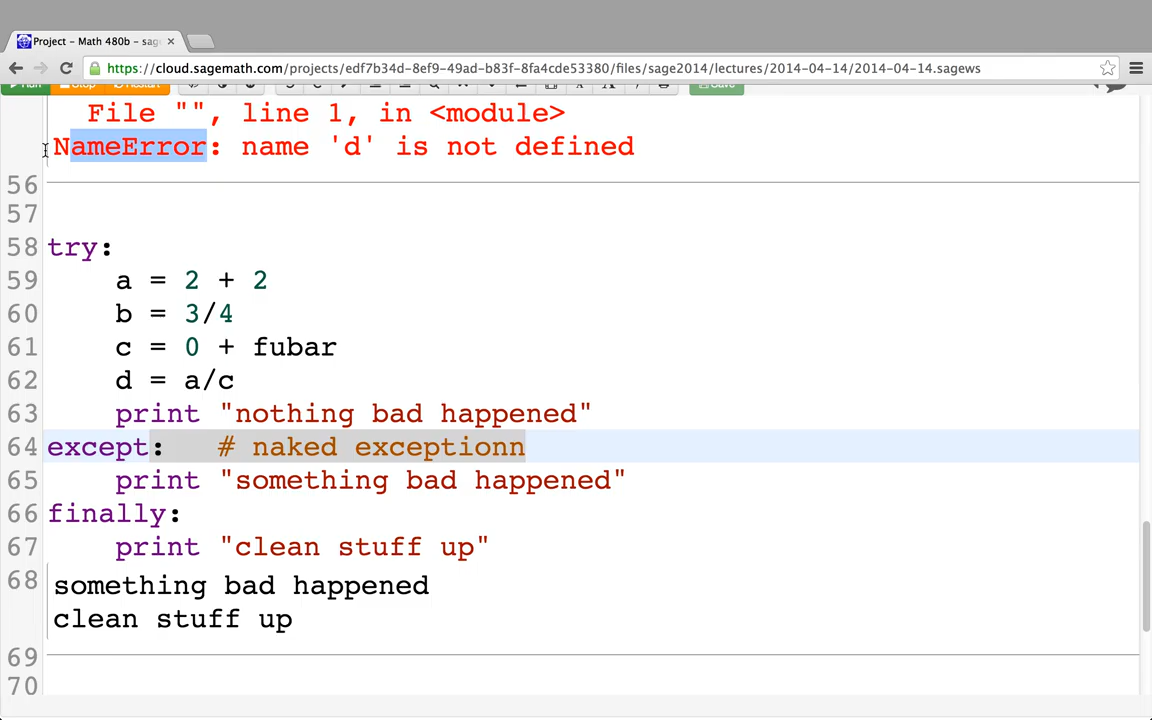 Project - Math 480b - sag
https://cloud.sagemath.com/projects/edf7b34d-8ef9-49ad-b83f-8fa4cde53380/files/sage2014/lectures/2014-04-14/2014-04-14.sagews
File "", line 1, in <module>
NameError: name 'd' is not defined
56
57
58 try:
59 a = 2 + 2
60 b = 3/4
61 c = 0 + fubar
62 d = a/c
63 print "nothing bad happened"
64 except: # naked exceptionn
65 print "something bad happened"
66 finally:
67 print "clean stuff up"
68 something bad happened
clean stuff up
69
70